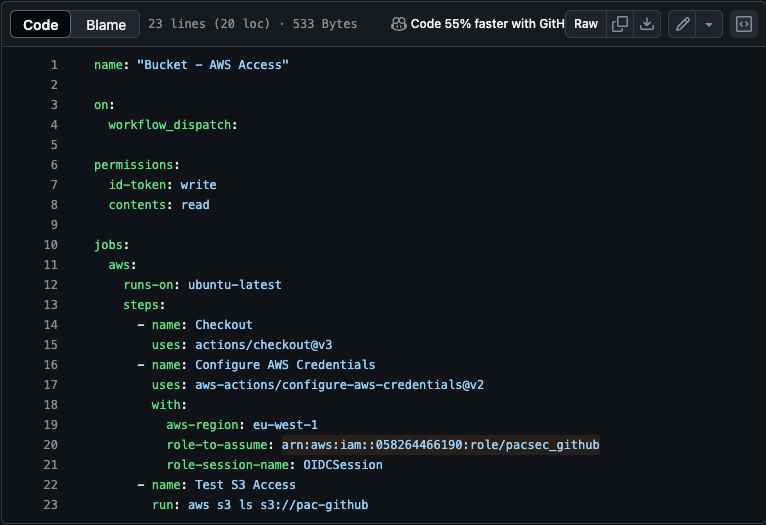 Code Blame 23 lines (20 loc) · 533 Bytes Code 55% faster with GitH Raw
1 name: "Bucket - AWS Access"
2
3 on:
4 workflow_dispatch:
5
6 permissions:
7 id-token: write
8 contents: read
9
10 jobs:
11 aws:
12 runs-on: ubuntu-latest
13 steps:
14 - name: Checkout
15 uses: actions/checkout@v3
16 - name: Configure AWS Credentials
17 uses: aws-actions/configure-aws-credentials@v2
18 with:
19 aws-region: eu-west-1
20 role-to-assume: arn:aws:iam::058264466190:role/pacsec_github
21 role-session-name: OIDCSession
22 - name: Test S3 Access
23 run: aws s3 ls s3://pac-github